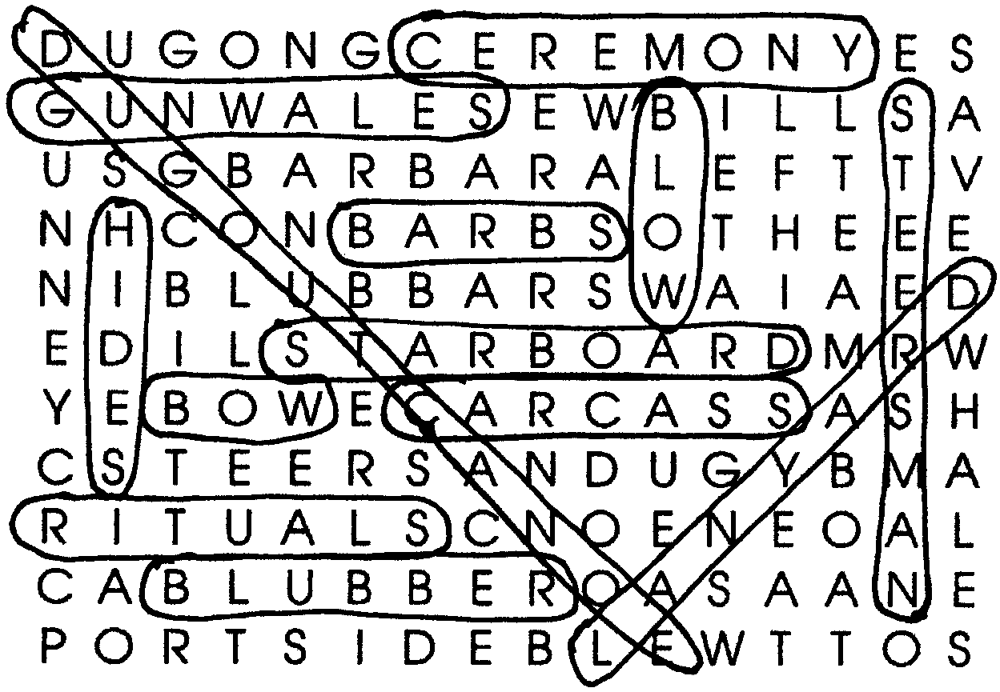 D U G O N G C E R E M O N Y E S
G U N W A L E S E W B I L L S A
U S G B A R B A R A L E F T T V
N H C O N B A R B S O T H E E E
N I B L U B B A R S W A I A E D
E D I L S T A R B O A R D M R W
Y E B O W E C A R C A S S A S H
C S T E E R S A N D U G Y B M A
R I T U A L S C N O E N E O A L
C A B L U B B E R O A S A A N E
P O R T S I D E B L E W T T O S